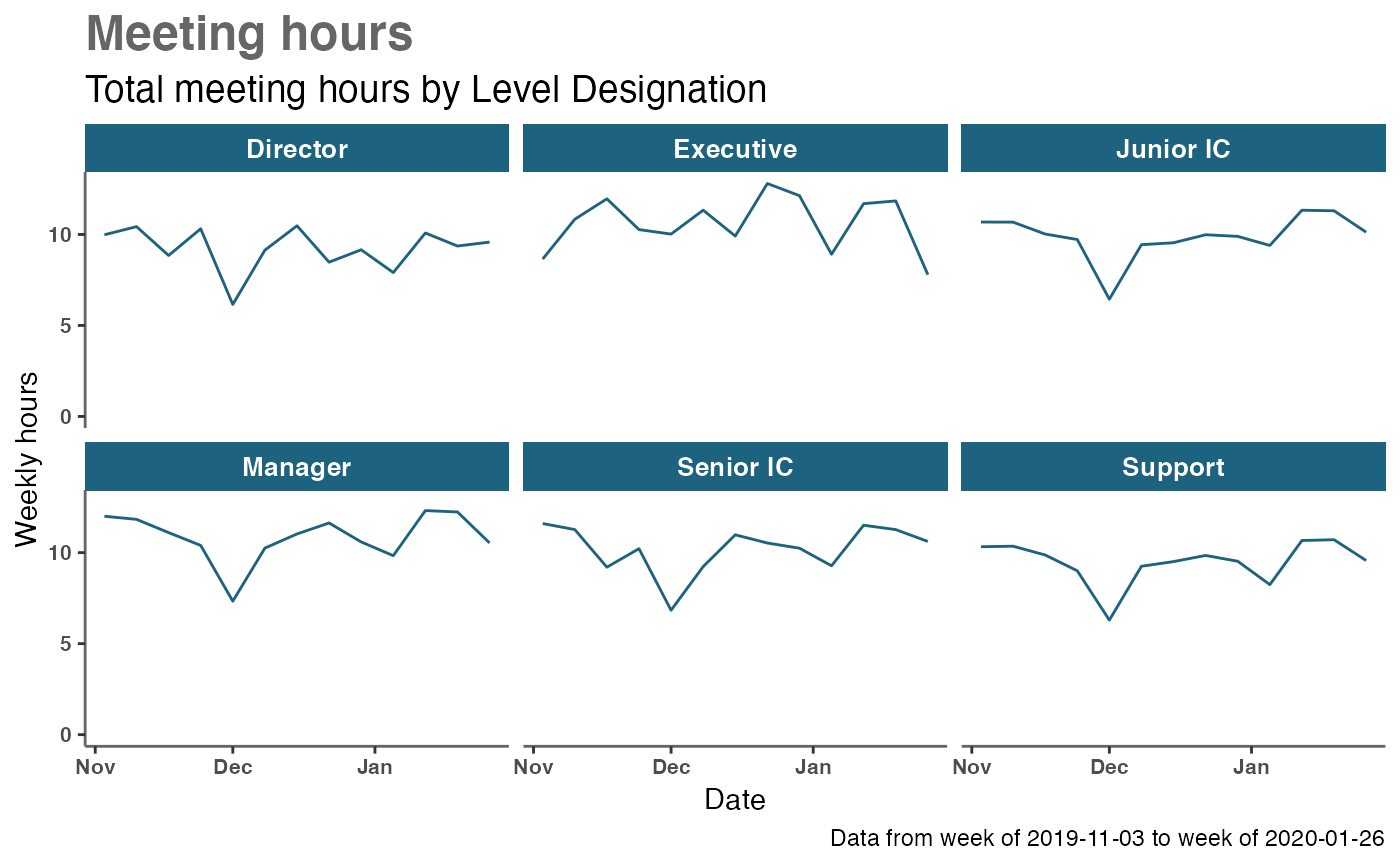 Meeting hours
Total meeting hours by Level Designation
Director
Executive
Junior IC
10
5
0
Weekly hours
Manager
Senior IC
Support
10
5
0
Nov Dec Jan Nov Dec Jan Nov Dec Jan
Date
Data from week of 2019-11-03 to week of 2020-01-26